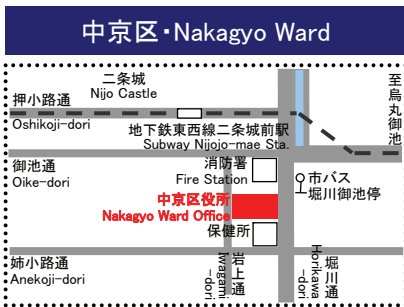 中京区・Nakagyo Ward
二条城
Nijo Castle
押小路通
Oshikoji-dori
至烏丸御池
地下鉄東西線二条城前駅
Subway Nijojo-mae Sta.
御池通
Oike-dori
消防署
Fire Station
市バス
堀川御池停
中京区役所
Nakagyo Ward Office
保健所
姉小路通
Anekoji-dori
岩上通
Iwagami
-dori
堀川通
Horikawa
-dori